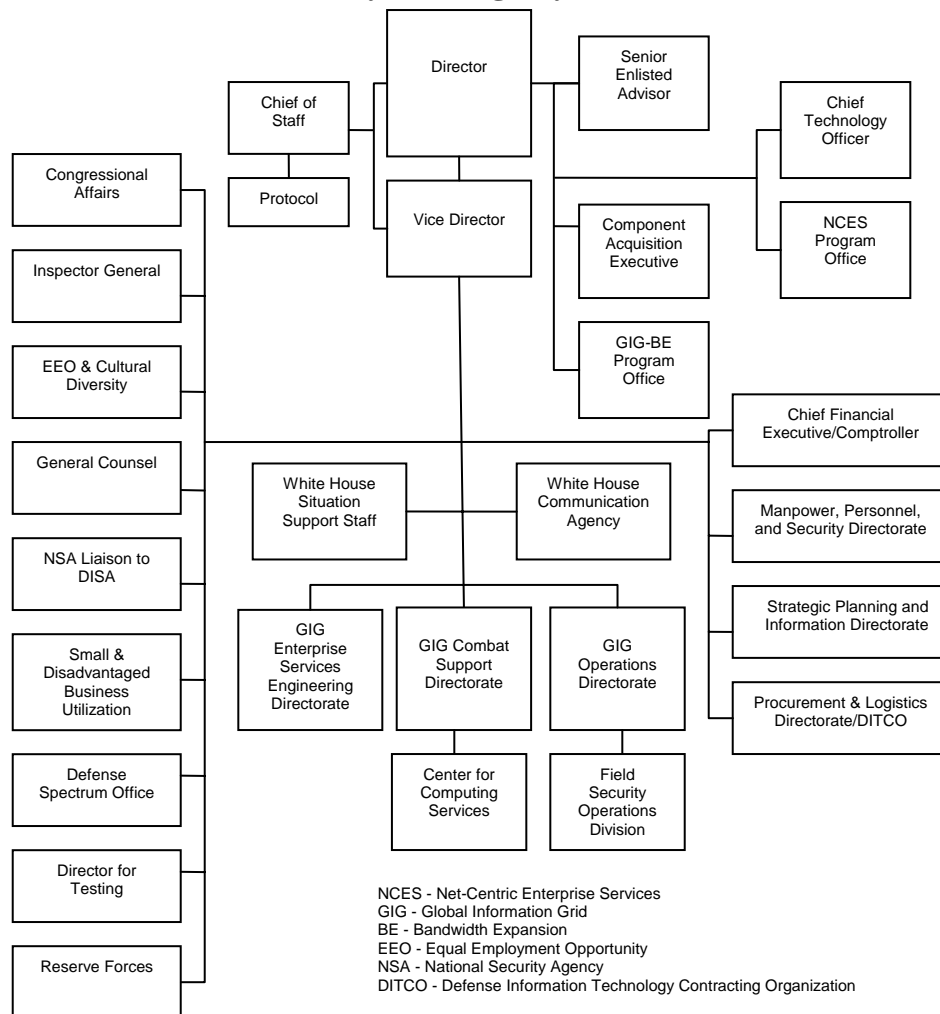 Director
Senior
Enlisted
Advisor
Chief of
Staff
Chief
Technology
Officer
Congressional
Affairs
Protocol
Vice Director
Component
Acquisition
Executive
NCES
Program
Office
Inspector General
GIG-BE
Program
Office
EEO & Cultural
Diversity
Chief Financial
Executive/Comptroller
General Counsel
White House
Situation
Support Staff
White House
Communication
Agency
Manpower, Personnel,
and Security Directorate
NSA Liaison to
DISA
Strategic Planning and
Information Directorate
GIG
Enterprise
Services
Engineering
Directorate
GIG Combat
Support
Directorate
GIG
Operations
Directorate
Small &
Disadvantaged
Business
Utilization
Procurement & Logistics
Directorate/DITCO
Defense
Spectrum Office
Center for
Computing
Services
Field
Security
Operations
Division
Director for
Testing
Reserve Forces
NCES - Net-Centric Enterprise Services
GIG - Global Information Grid
BE - Bandwidth Expansion
EEO - Equal Employment Opportunity
NSA - National Security Agency
DITCO - Defense Information Technology Contracting Organization